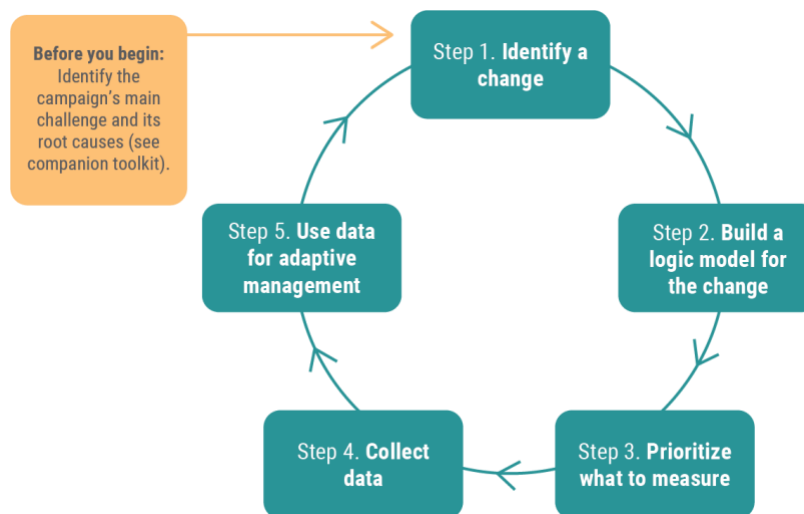 Before you begin:
Identify the
campaign's main
challenge and its
root causes (see
companion toolkit).
Step 1. Identify a
change
Step 2. Build a
logic model for
the change
Step 3. Prioritize
what to measure
Step 4. Collect
data
Step 5. Use data
for adaptive
management